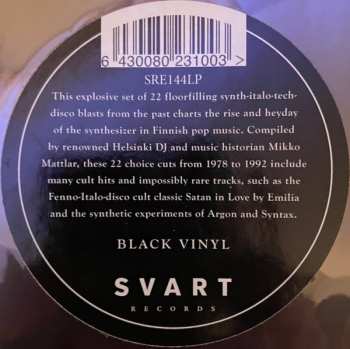 6 430080 231003 >
SRE144LP
This explosive set of 22 floorfilling synth-italo-tech-
disco blasts from the past charts the rise and heyday
of the synthesizer in Finnish pop music. Compiled
by renowned Helsinki DJ and music historian Mikko
Mattlar, these 22 choice cuts from 1978 to 1992 include
many cult hits and impossibly rare tracks, such as the
Fenno-Italo-disco cult classic Satan in Love by Emilia
and the synthetic experiments of Argon and Syntax.
BLACK VINYL
SVART
RECORDS